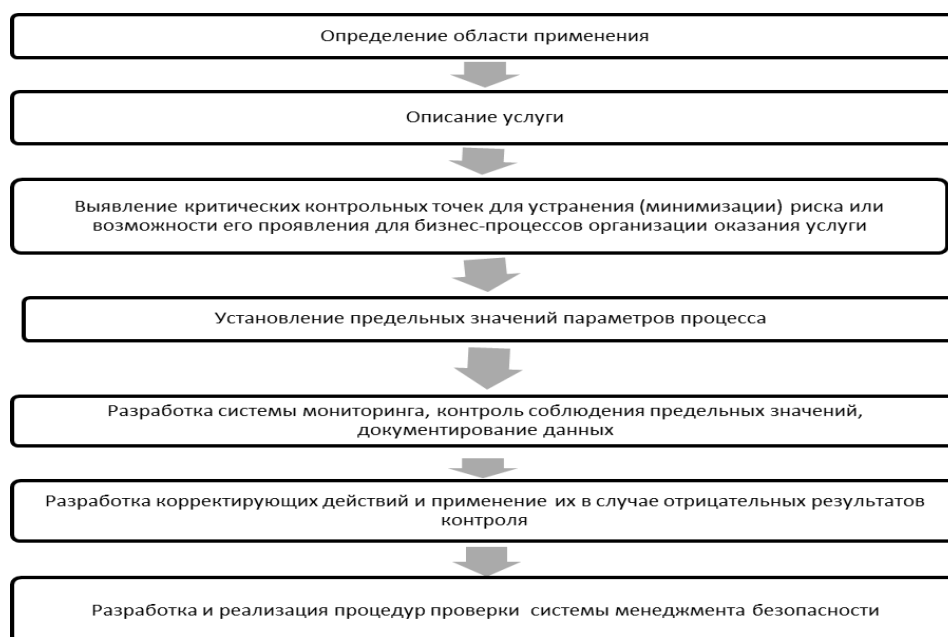 Определение области применения
Описание услуги
Выявление критических контрольных точек для устранения (минимизации) риска или
возможности его проявления для бизнес-процессов организации оказания услуги
Установление предельных значений параметров процесса
Разработка системы мониторинга, контроль соблюдения предельных значений,
документирование данных
Разработка корректирующих действий и применение их в случае отрицательных результатов
контроля
Разработка и реализация процедур проверки системы менеджмента безопасности